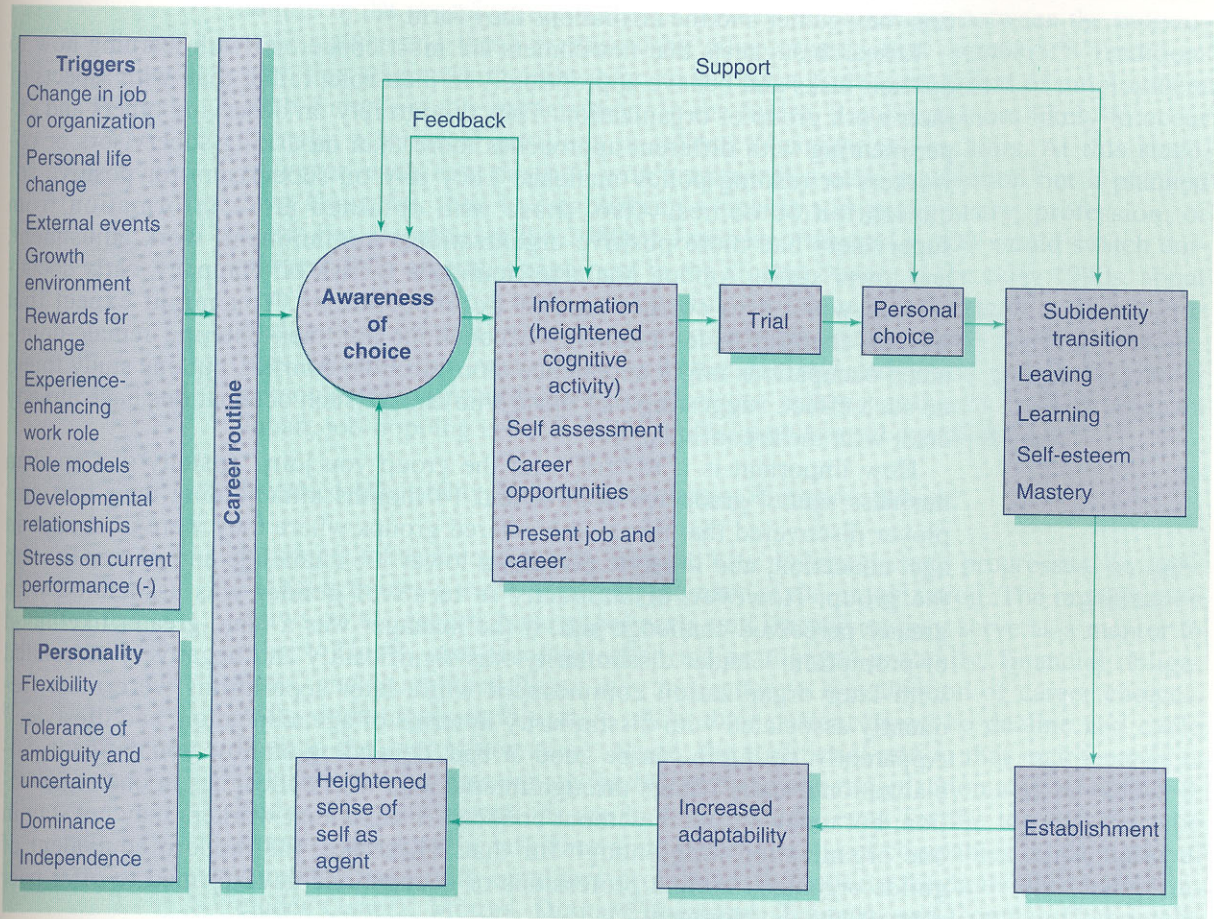 Triggers
Change in job
or organization
Personal life
change
External events
Growth
environment
Rewards for
change
Experience-
enhancing
work role
Role models
Developmental
relationships
Stress on current
performance (-)
Personality
Flexibility
Tolerance of
ambiguity and
uncertainty
Dominance
Independence
Career routine
Support
Feedback
Awareness
of
choice
Information
(heightened
cognitive
activity)
Self assessment
Career
opportunities
Present job and
career
Trial
Personal
choice
Subidentity
transition
Leaving
Learning
Self-esteem
Mastery
Establishment
Increased
adaptability
Heightened
sense of
self as
agent